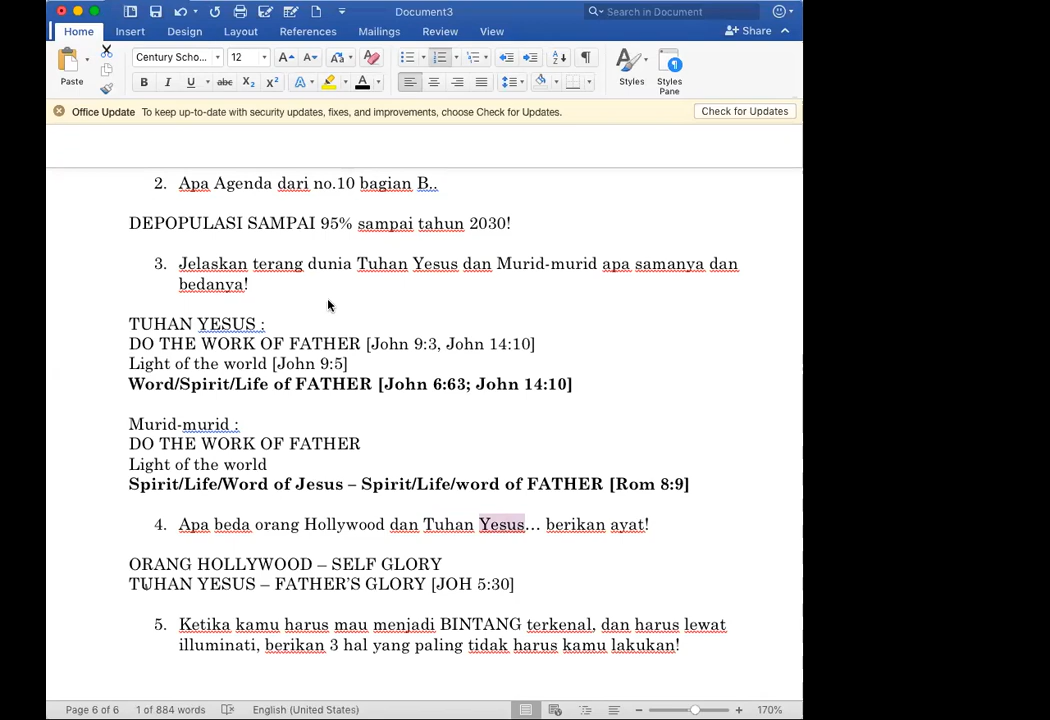 Document3
Search in Document
Home Insert Design Layout References Mailings Review View Share
Paste
Century Scho... 12
Styles
Styles Pane
Office Update To keep up-to-date with security updates, fixes, and improvements, choose Check for Updates. Check for Updates
2. Apa Agenda dari no.10 bagian B..
DEPOPULASI SAMPAI 95% sampai tahun 2030!
3. Jelaskan terang dunia Tuhan Yesus dan Murid-murid apa samanya dan
bedanya!
TUHAN YESUS :
DO THE WORK OF FATHER [John 9:3, John 14:10]
Light of the world [John 9:5]
Word/Spirit/Life of FATHER [John 6:63; John 14:10]
Murid-murid :
DO THE WORK OF FATHER
Light of the world
Spirit/Life/Word of Jesus – Spirit/Life/word of FATHER [Rom 8:9]
4. Apa beda orang Hollywood dan Tuhan Yesus... berikan ayat!
ORANG HOLLYWOOD – SELF GLORY
TUHAN YESUS – FATHER'S GLORY [JOH 5:30]
5. Ketika kamu harus mau menjadi BINTANG terkenal, dan harus lewat
illuminati, berikan 3 hal yang paling tidak harus kamu lakukan!
Page 6 of 6 1 of 884 words English (United States) 170%